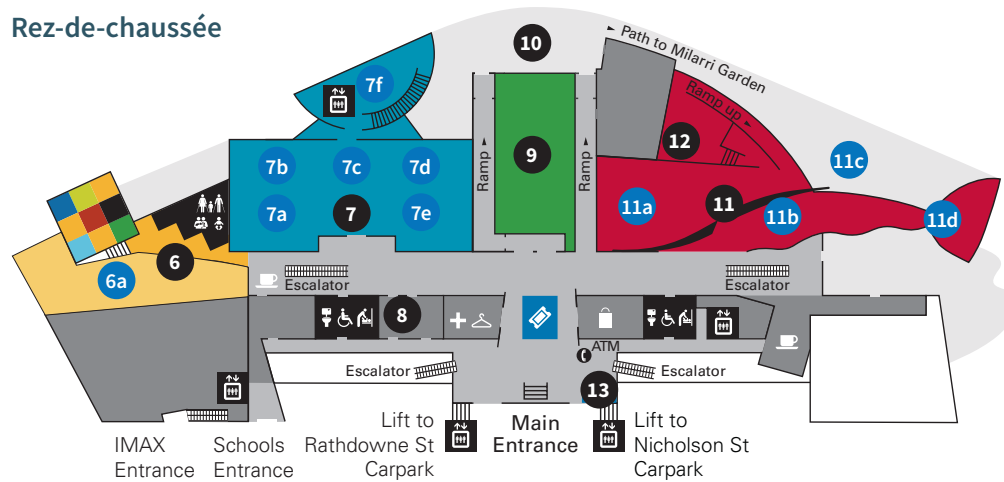 Rez-de-chaussée
10
Path to Milarri Garden
7f
Ramp up
12
7b
7c
7d
Ramp
9
Ramp
11c
7a
7
7e
11a
11
11b
11d
6
6a
Escalator
Escalator
8
ATM
Escalator
13
Escalator
IMAX
Entrance
Schools
Entrance
Lift to
Rathdowne St
Carpark
Main
Entrance
Lift to
Nicholson St
Carpark